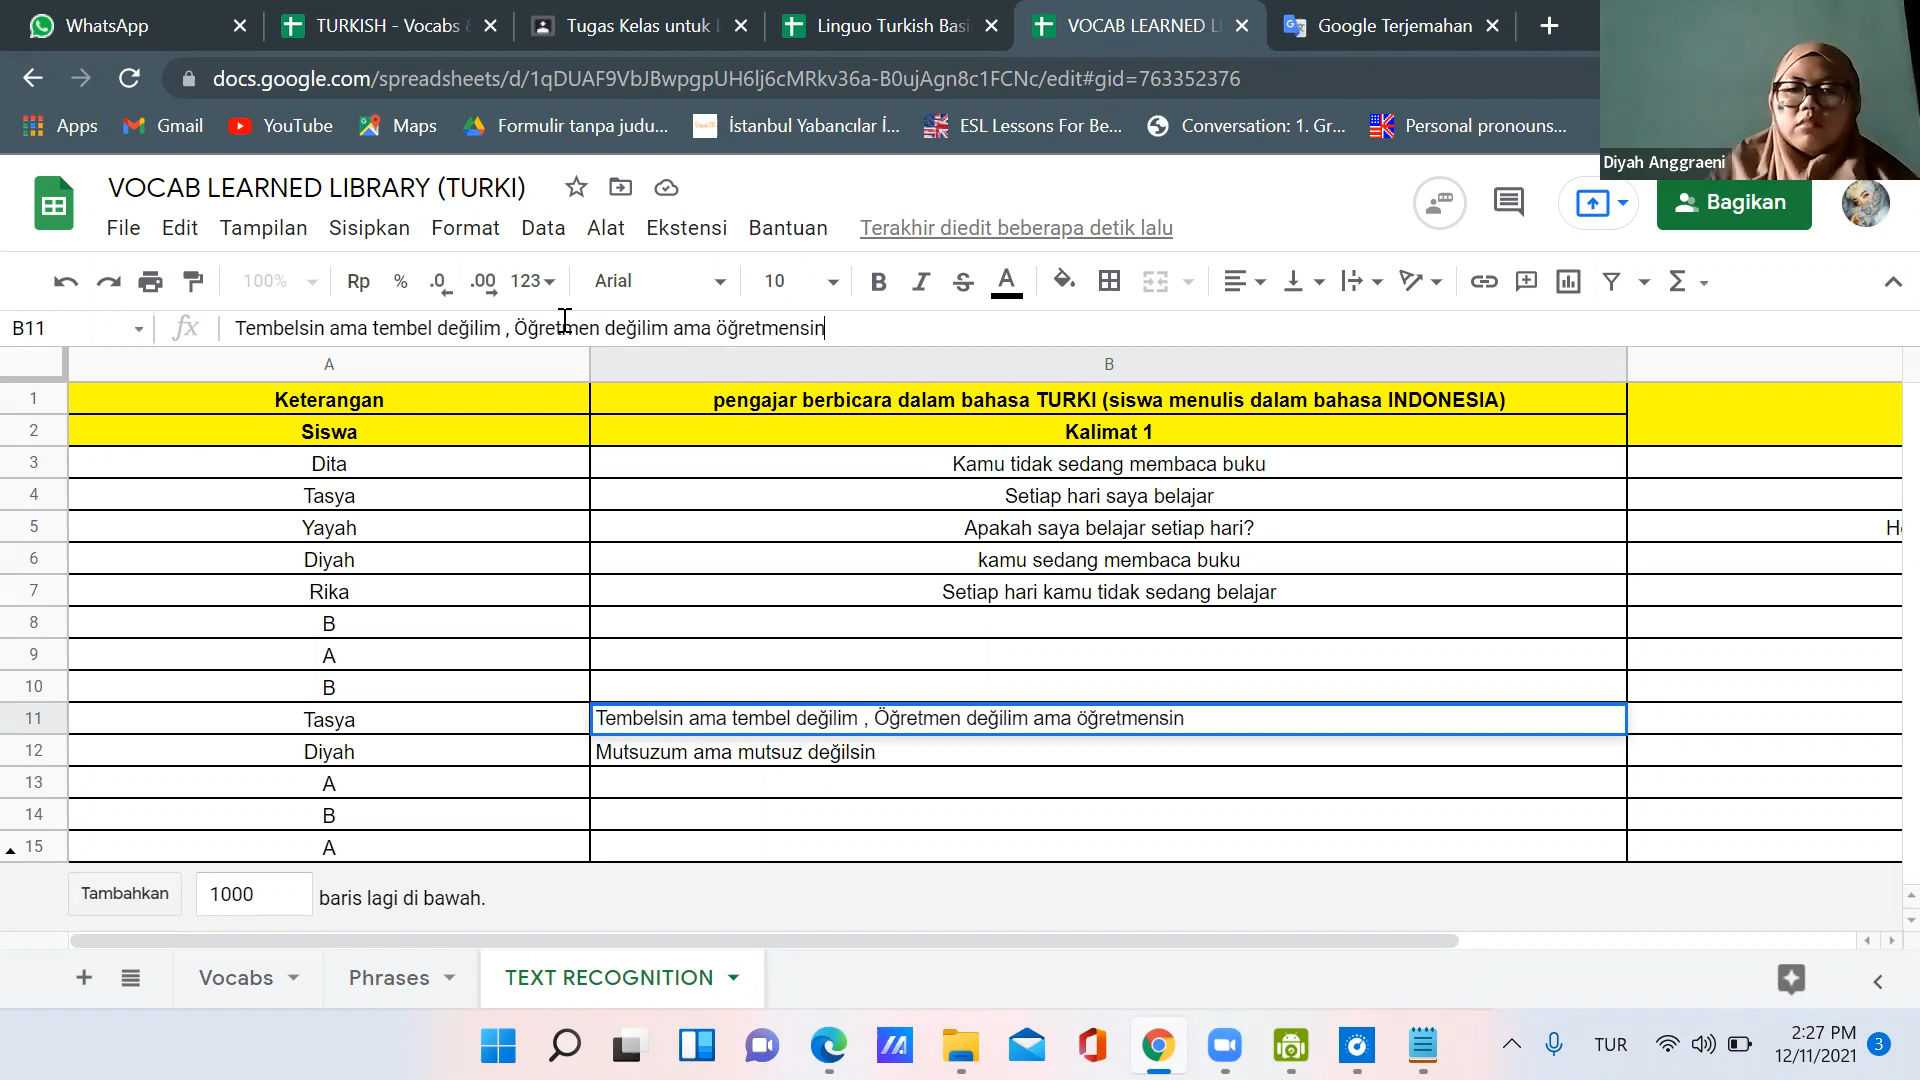 WhatsApp
TURKISH - Vocabs
Tugas Kelas untuk
Linguo Turkish Basi
VOCAB LEARNED L
Google Terjemahan
docs.google.com/spreadsheets/d/1qDUAF9VbJBwpgpUH6lj6cMRkv36a-B0ujAgn8c1FCNc/edit#gid=763352376
Apps Gmail YouTube Maps Formulir tanpa judu... İstanbul Yabancılar İ... ESL Lessons For Be... Conversation: 1. Gr... Personal pronouns...
Diyah Anggraeni
VOCAB LEARNED LIBRARY (TURKI)
Bagikan
File Edit Tampilan Sisipkan Format Data Alat Ekstensi Bantuan Terakhir diedit beberapa detik lalu
100% Rp % .0 .00 123 Arial 10 B I S A
B11 fx Tembelsin ama tembel değilim , Öğretmen değilim ama öğretmensin
A B
1 Keterangan pengajar berbicara dalam bahasa TURKI (siswa menulis dalam bahasa INDONESIA)
2 Siswa Kalimat 1
3 Dita Kamu tidak sedang membaca buku
4 Tasya Setiap hari saya belajar
5 Yayah Apakah saya belajar setiap hari?
6 Diyah kamu sedang membaca buku
7 Rika Setiap hari kamu tidak sedang belajar
8 B
9 A
10 B
11 Tasya Tembelsin ama tembel değilim , Öğretmen değilim ama öğretmensin
12 Diyah Mutsuzum ama mutsuz değilsin
13 A
14 B
15 A
Tambahkan 1000 baris lagi di bawah.
Vocabs Phrases TEXT RECOGNITION
TUR
2:27 PM
12/11/2021
3